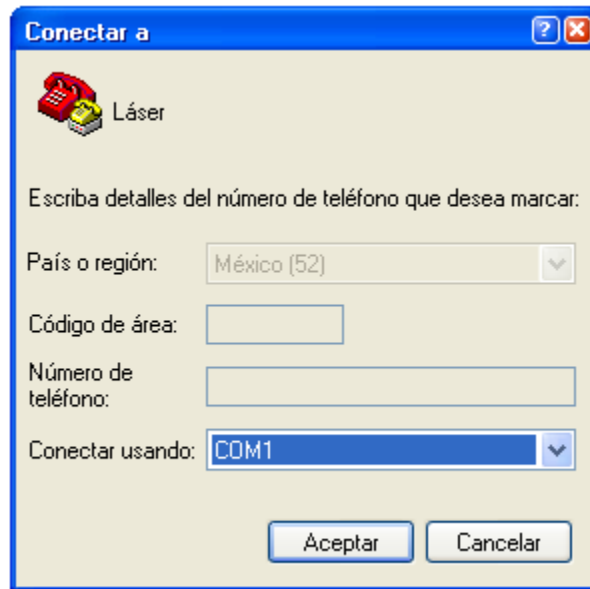 Conectar a
Láser
Escriba detalles del número de teléfono que desea marcar:
País o región: México (52)
Código de área:
Número de
teléfono:
Conectar usando: COM1
Aceptar Cancelar